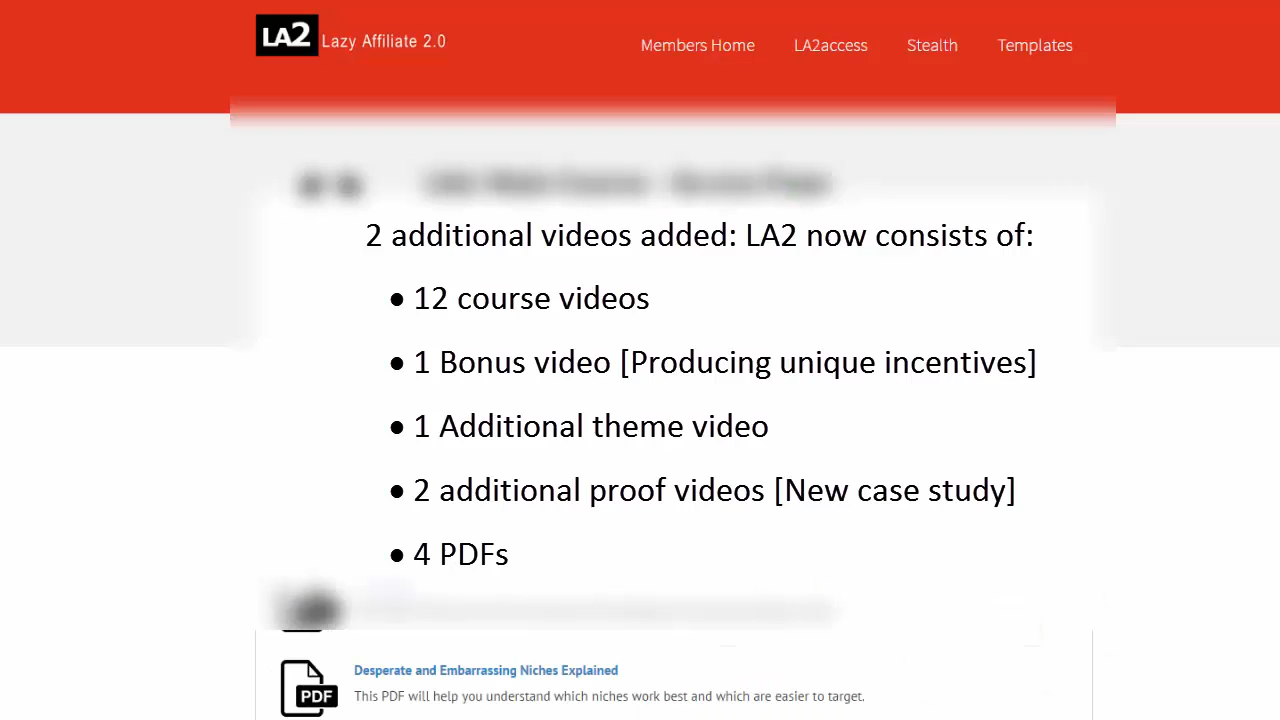 LA2 Lazy Affiliate 2.0
Members Home LA2access Stealth Templates
2 additional videos added: LA2 now consists of:
• 12 course videos
• 1 Bonus video [Producing unique incentives]
• 1 Additional theme video
• 2 additional proof videos [New case study]
• 4 PDFs
Desperate and Embarrassing Niches Explained
PDF
This PDF will help you understand which niches work best and which are easier to target.